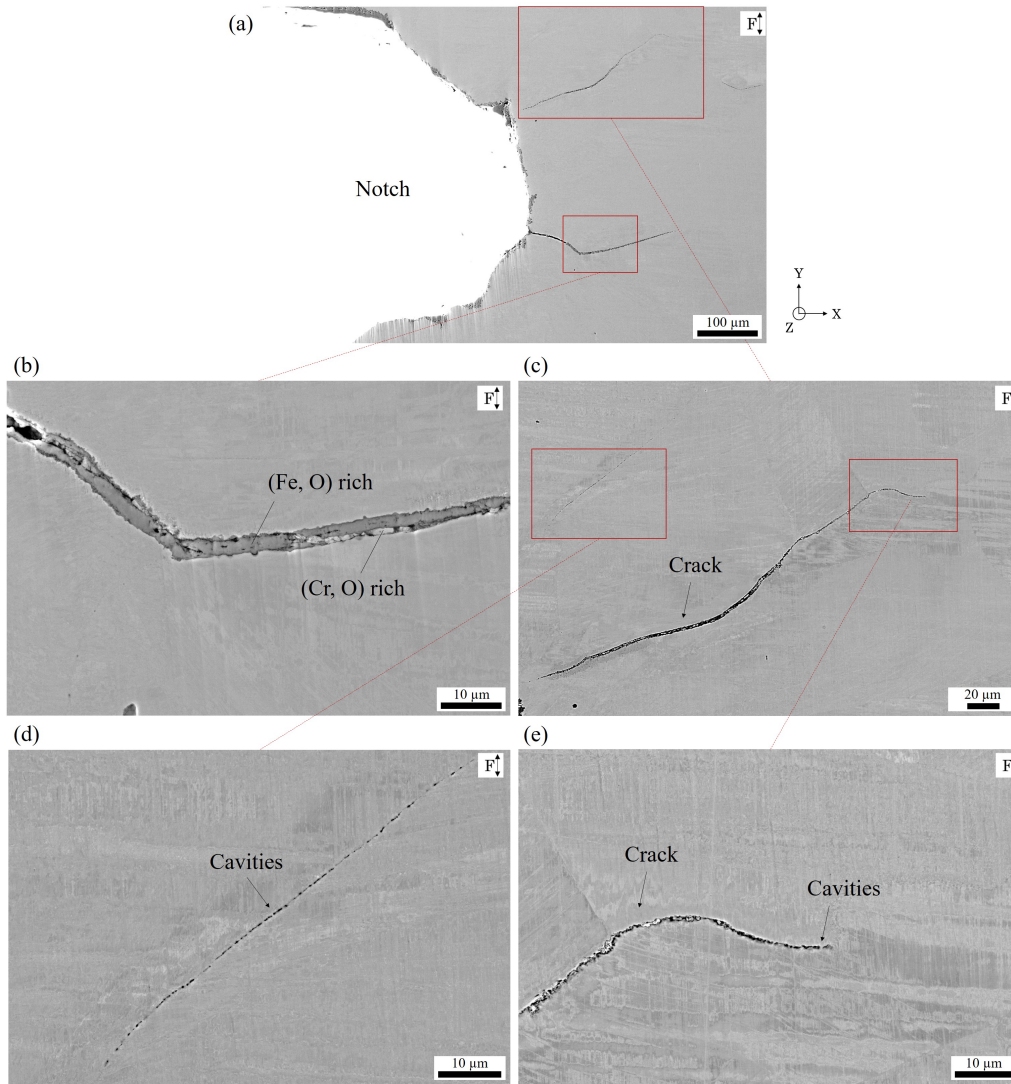 (a)
F
Notch
100 µm
Y
Z
X
(b)
F
(Fe, O) rich
(Cr, O) rich
10 µm
(c)
F
Crack
20 µm
(d)
F
Cavities
10 µm
(e)
F
Crack
Cavities
10 µm